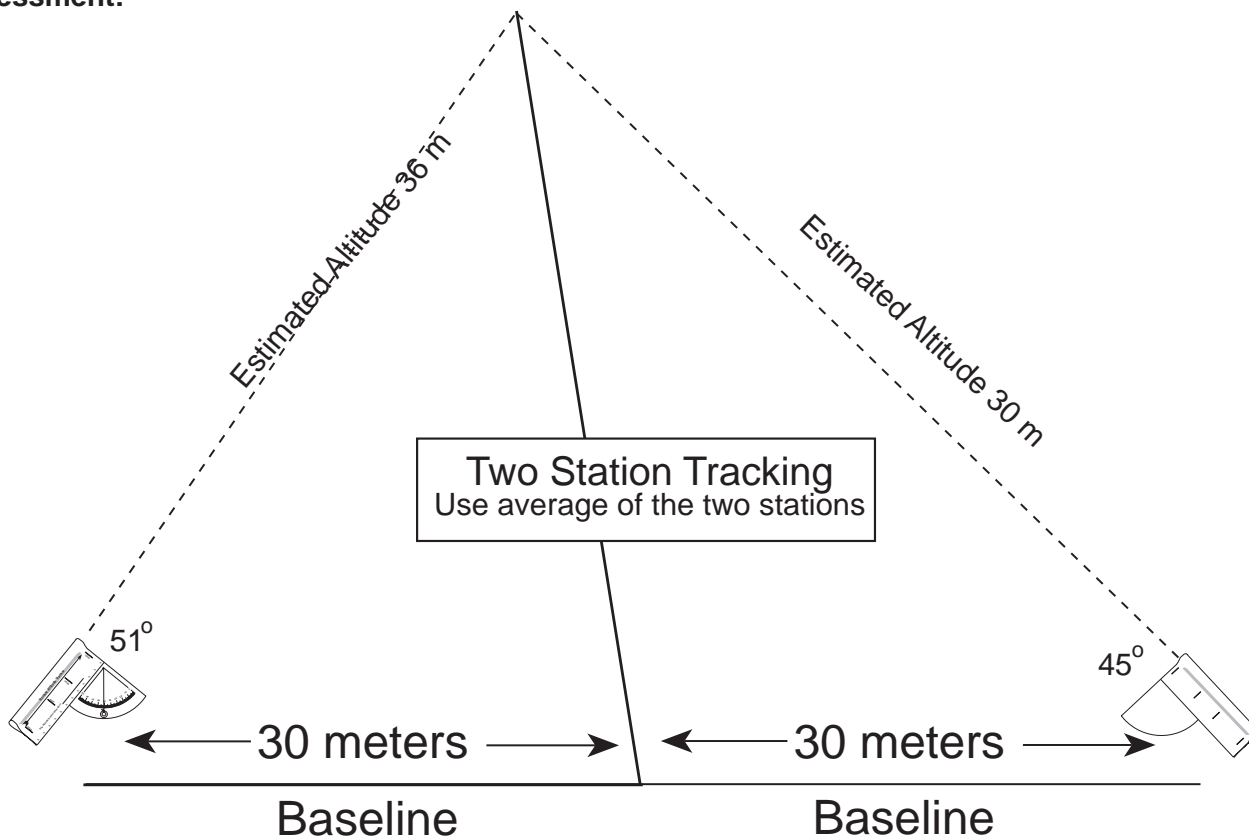 essment:
Estimated Altitude 36 m
Estimated Altitude 30 m
Two Station Tracking
Use average of the two stations
51°
45°
30 meters
30 meters
Baseline
Baseline